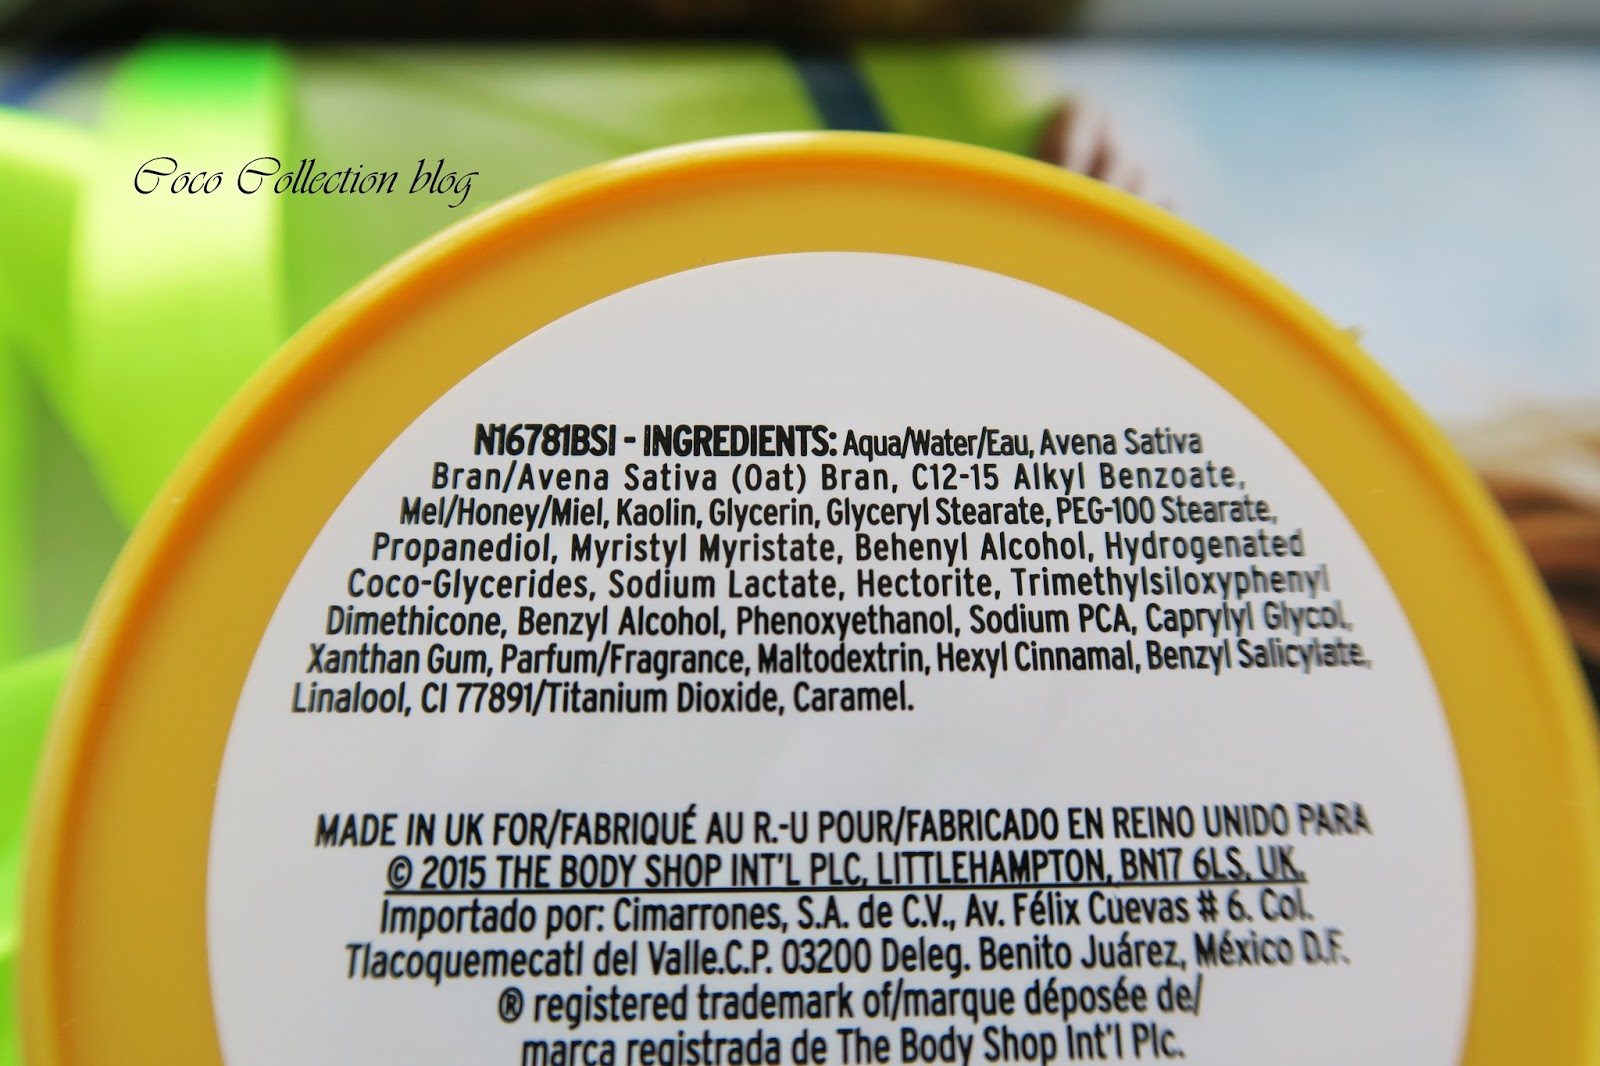 Coco Collection blog
N16781BSI - INGREDIENTS: Aqua/Water/Eau, Avena Sativa
Bran/Avena Sativa (Oat) Bran, C12-15 Alkyl Benzoate,
Mel/Honey/Miel, Kaolin, Glycerin, Glyceryl Stearate, PEG-100 Stearate,
Propanediol, Myristyl Myristate, Behenyl Alcohol, Hydrogenated
Coco-Glycerides, Sodium Lactate, Hectorite, Trimethylsiloxyphenyl
Dimethicone, Benzyl Alcohol, Phenoxyethanol, Sodium PCA, Caprylyl Glycol,
Xanthan Gum, Parfum/Fragrance, Maltodextrin, Hexyl Cinnamal, Benzyl Salicylate,
Linalool, CI 77891/Titanium Dioxide, Caramel.
MADE IN UK FOR/FABRIQUÉ AU R.-U POUR/FABRICADO EN REINO UNIDO PARA
© 2015 THE BODY SHOP INT'L PLC, LITTLEHAMPTON, BN17 6LS, UK.
Importado por: Cimarrones, S.A. de C.V., Av. Félix Cuevas # 6. Col.
Tlacoquemecatl del Valle.C.P. 03200 Deleg. Benito Juárez, México D.F.
® registered trademark of/marque déposée de/
marca registrada de The Body Shop Int'l Plc.